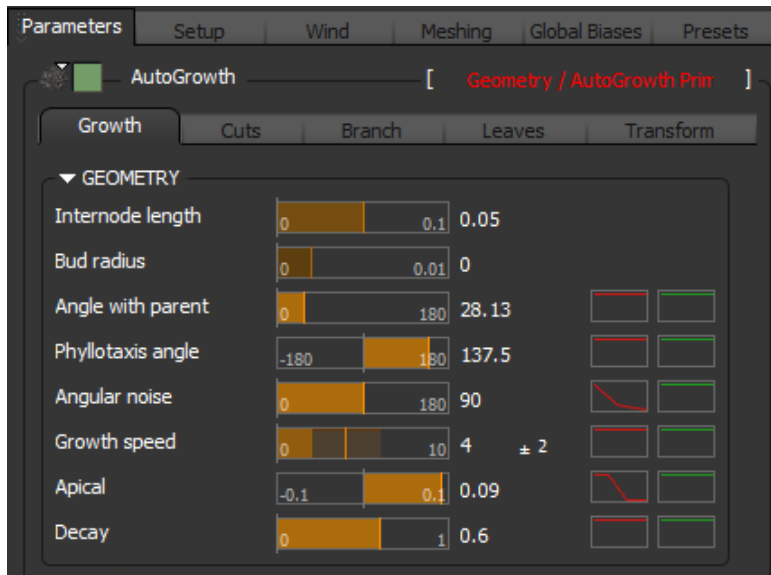 Parameters Setup Wind Meshing Global Biases Presets
AutoGrowth [ Geometry / AutoGrowth Prim ]
Growth Cuts Branch Leaves Transform
GEOMETRY
Internode length 0 0.1 0.05
Bud radius 0 0.01 0
Angle with parent 0 180 28.13
Phyllotaxis angle -180 180 137.5
Angular noise 0 180 90
Growth speed 0 10 4 ± 2
Apical -0.1 0.1 0.09
Decay 0 1 0.6